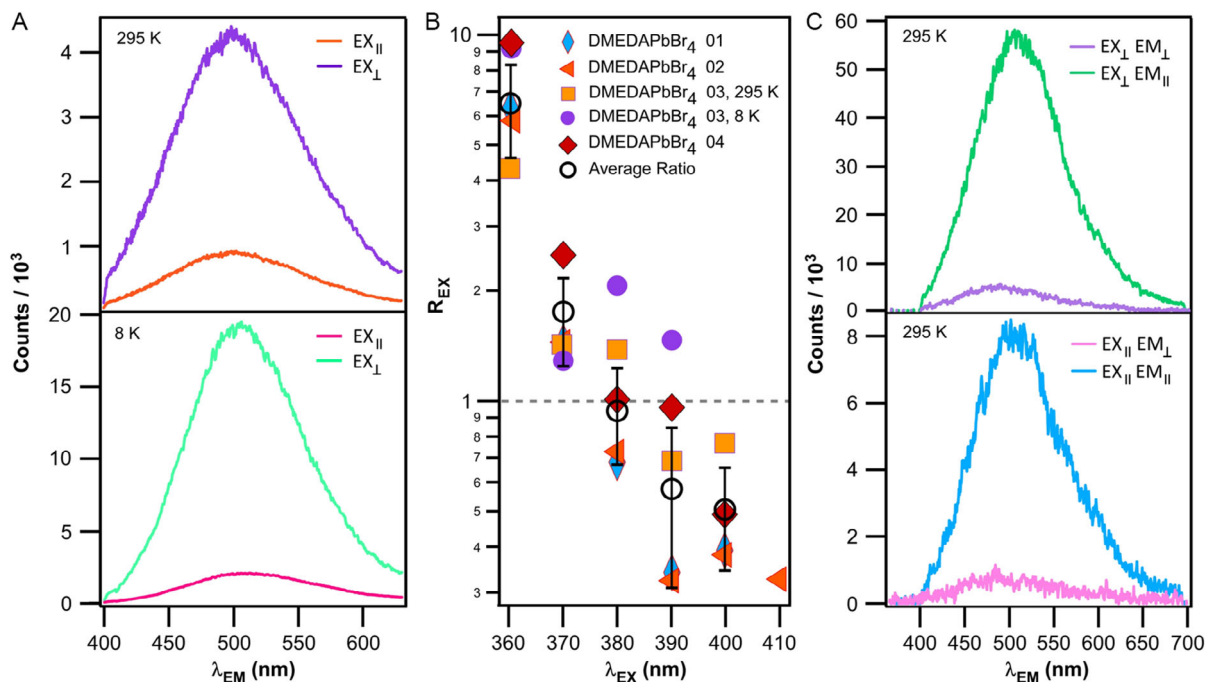 A
295 K
EX||
EX⊥
4
3
2
1
Counts / 10³
20
15
10
5
0
8 K
EX||
EX⊥
400
450
500
550
600
λEM (nm)
B
10
9
8
7
6
5
4
3
2
1
9
8
7
6
5
4
3
REX
DMEDAPbBr4 01
DMEDAPbBr4 02
DMEDAPbBr4 03, 295 K
DMEDAPbBr4 03, 8 K
DMEDAPbBr4 04
Average Ratio
360
370
380
390
400
410
λEX (nm)
C
60
50
40
30
20
10
0
295 K
EX⊥ EM⊥
EX⊥ EM||
Counts / 10³
8
6
4
2
0
295 K
EX|| EM⊥
EX|| EM||
400
450
500
550
600
650
700
λEM (nm)